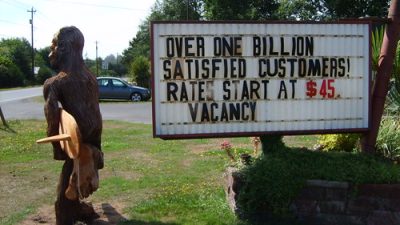 OVER ONE BILLION
SATISFIED CUSTOMERS!
RATES START AT $45.
VACANCY